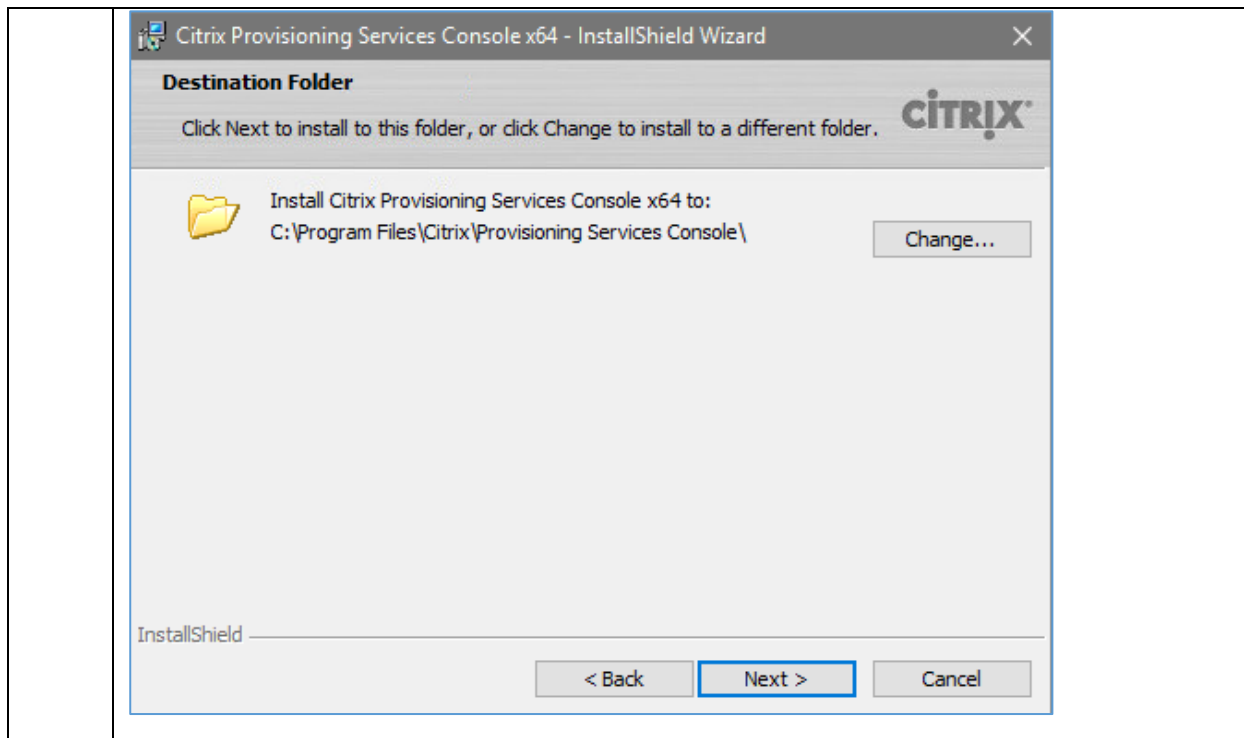 Citrix Provisioning Services Console x64 - InstallShield Wizard
Destination Folder
Click Next to install to this folder, or click Change to install to a different folder.
CİTRIX
Install Citrix Provisioning Services Console x64 to:
C:\Program Files\Citrix\Provisioning Services Console\
Change...
InstallShield
< Back
Next >
Cancel